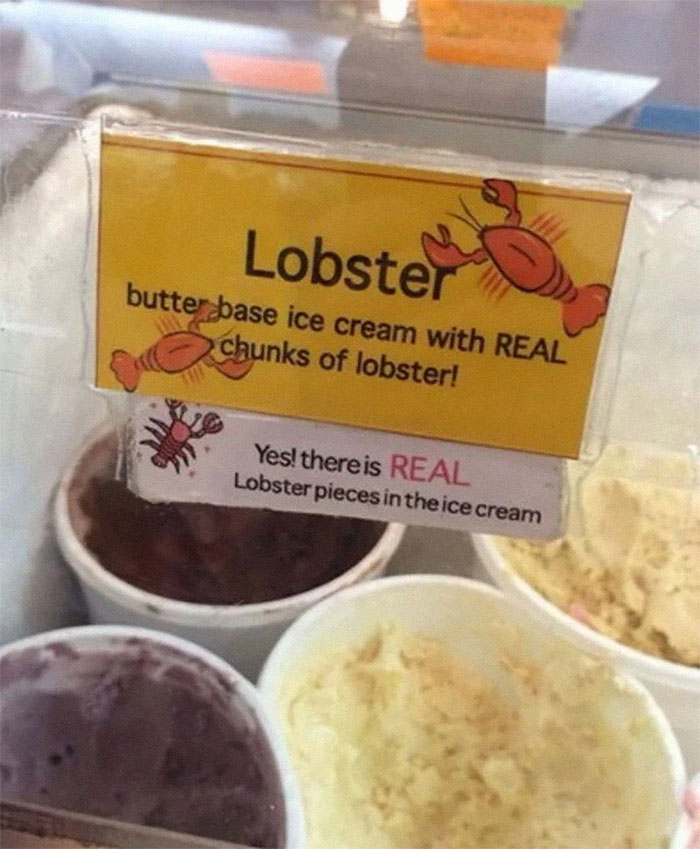 Lobster
butter base ice cream with REAL
chunks of lobster!
Yes! there is REAL
Lobster pieces in the ice cream